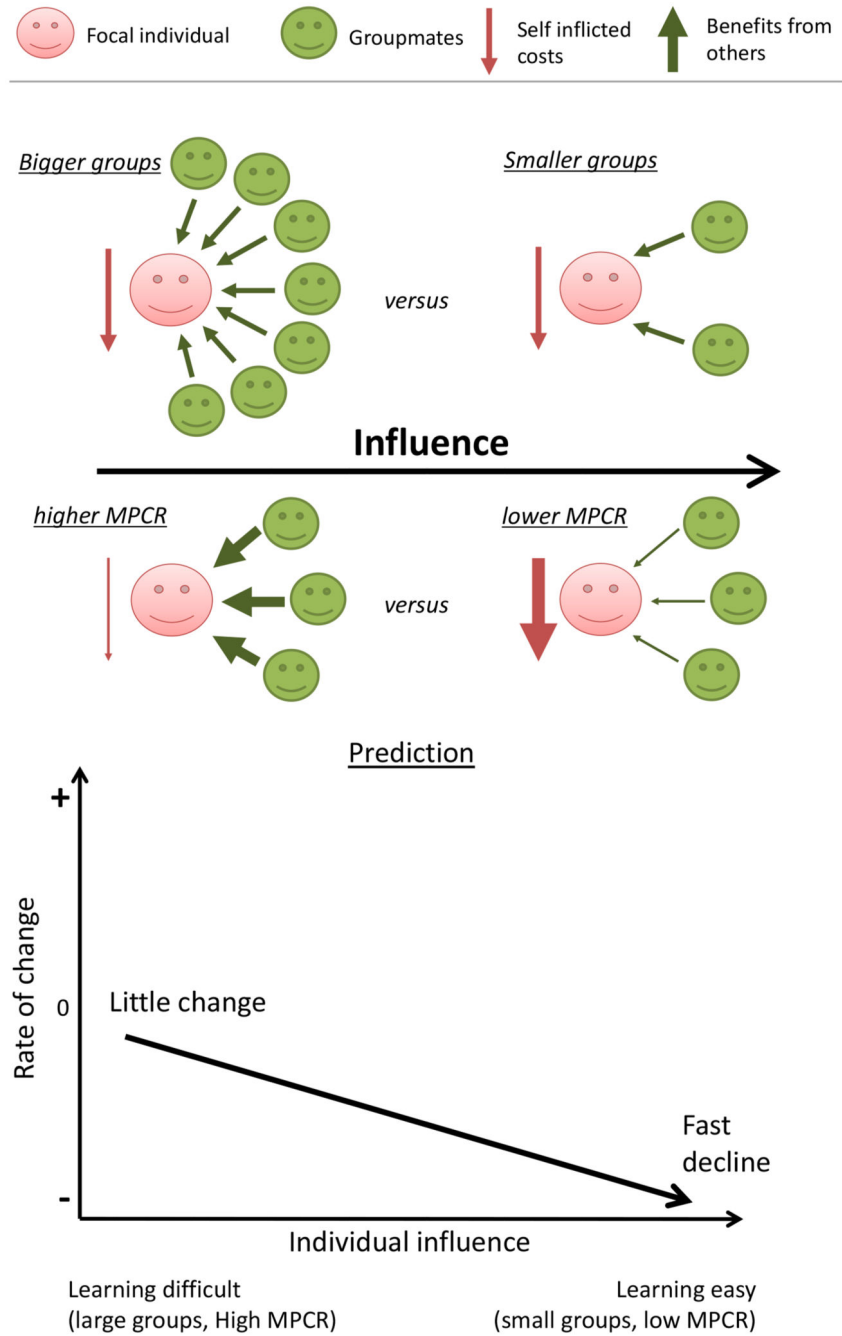 Focal individual
Groupmates
Self inflicted
costs
Benefits from
others
Bigger groups
Smaller groups
versus
Influence
higher MPCR
lower MPCR
versus
Prediction
+
Rate of change
0
Little change
Fast
decline
-
Individual influence
Learning difficult
(large groups, High MPCR)
Learning easy
(small groups, low MPCR)